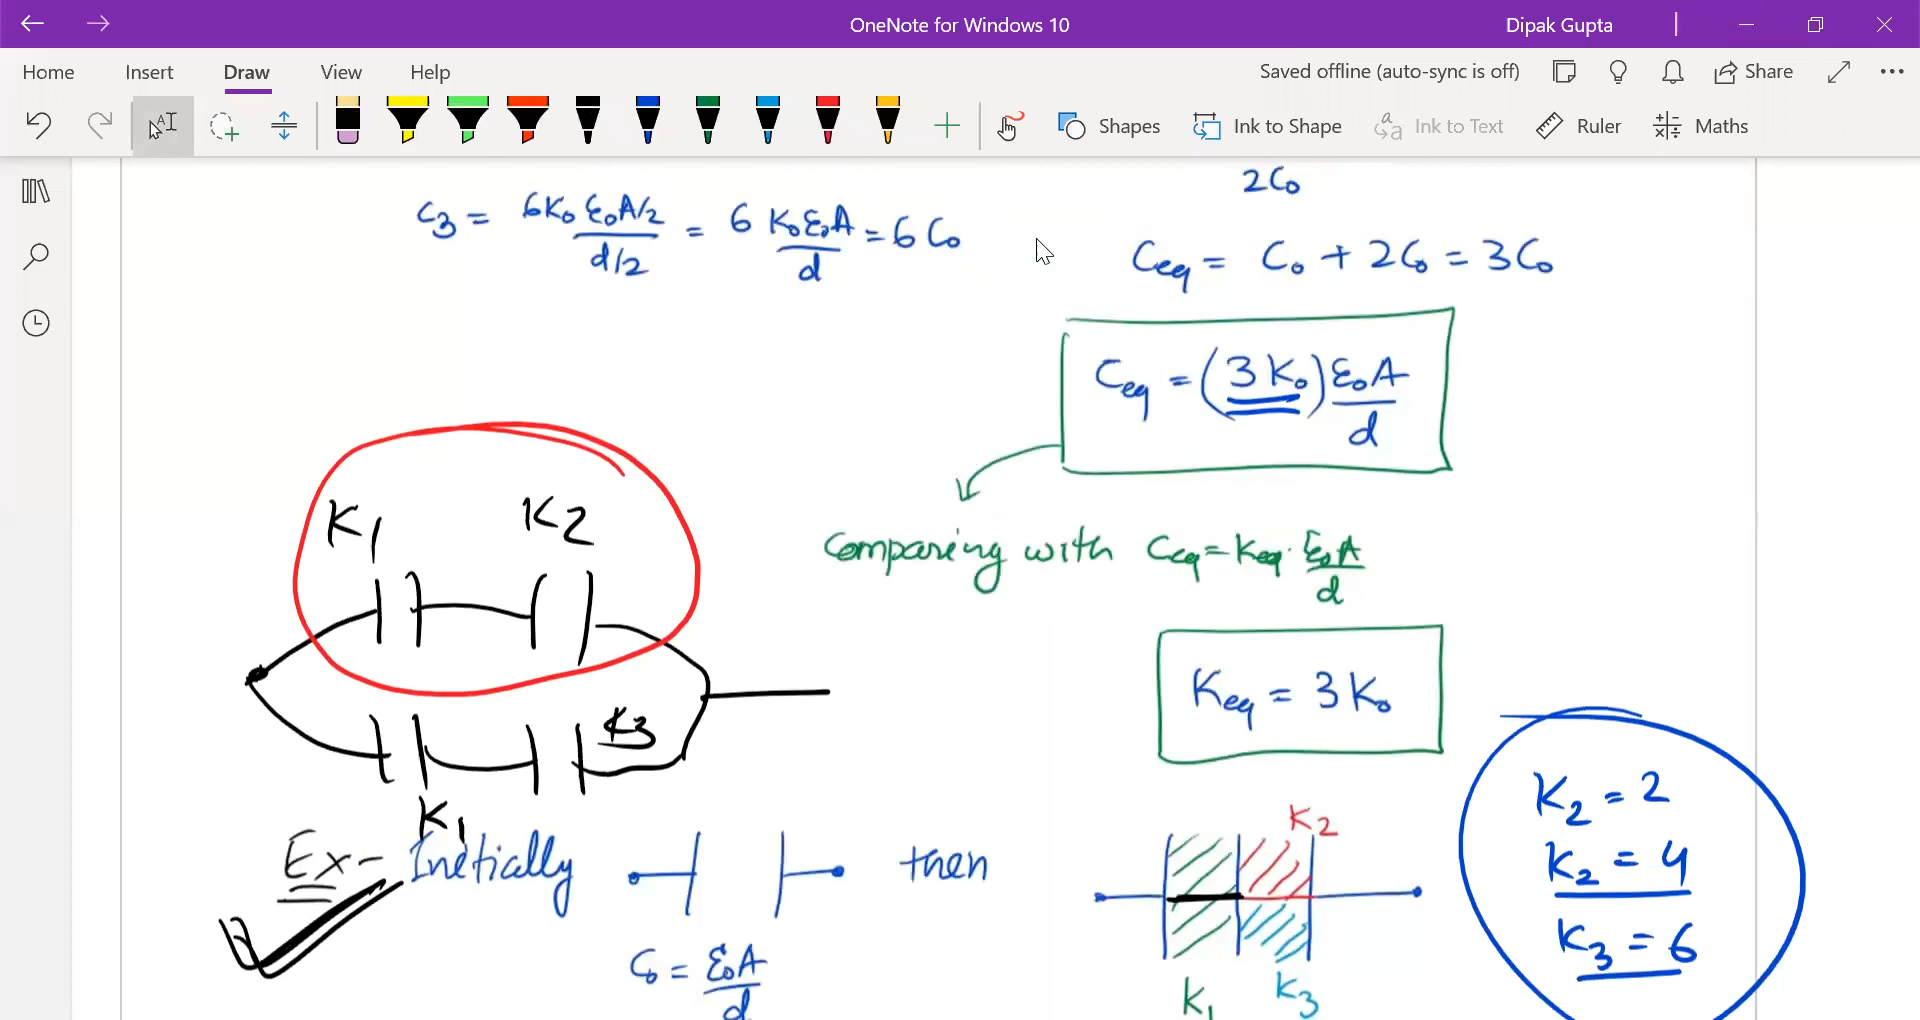 OneNote for Windows 10
Dipak Gupta
Home Insert Draw View Help
Saved offline (auto-sync is off) Share
Shapes Ink to Shape Ink to Text Ruler Maths
2C₀
C₃ = 6K₀ ε₀A/2 / d/2 = 6 K₀ε₀A / d = 6C₀
Ceq = C₀ + 2C₀ = 3C₀
Ceq = (3K₀) ε₀A / d
K₁ K₂
Comparing with Ceq = Keq · ε₀A / d
Keq = 3K₀
K₃
K₁
K₂ = 2
K₂ = 4
K₃ = 6
Ex- Initially then
K₂
C₀ = ε₀A / d
K₁ K₃